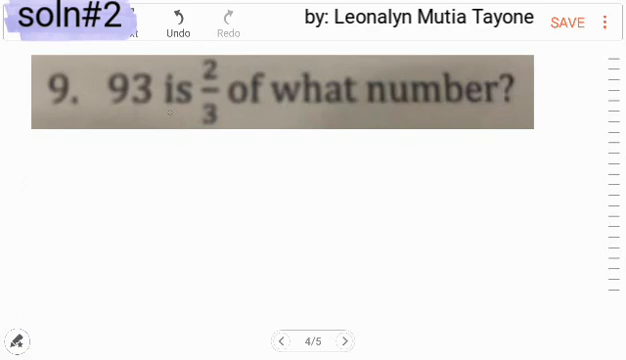 soln#2
Undo
Redo
by: Leonalyn Mutia Tayone
SAVE
9. 93 is 2/3 of what number?
4/5